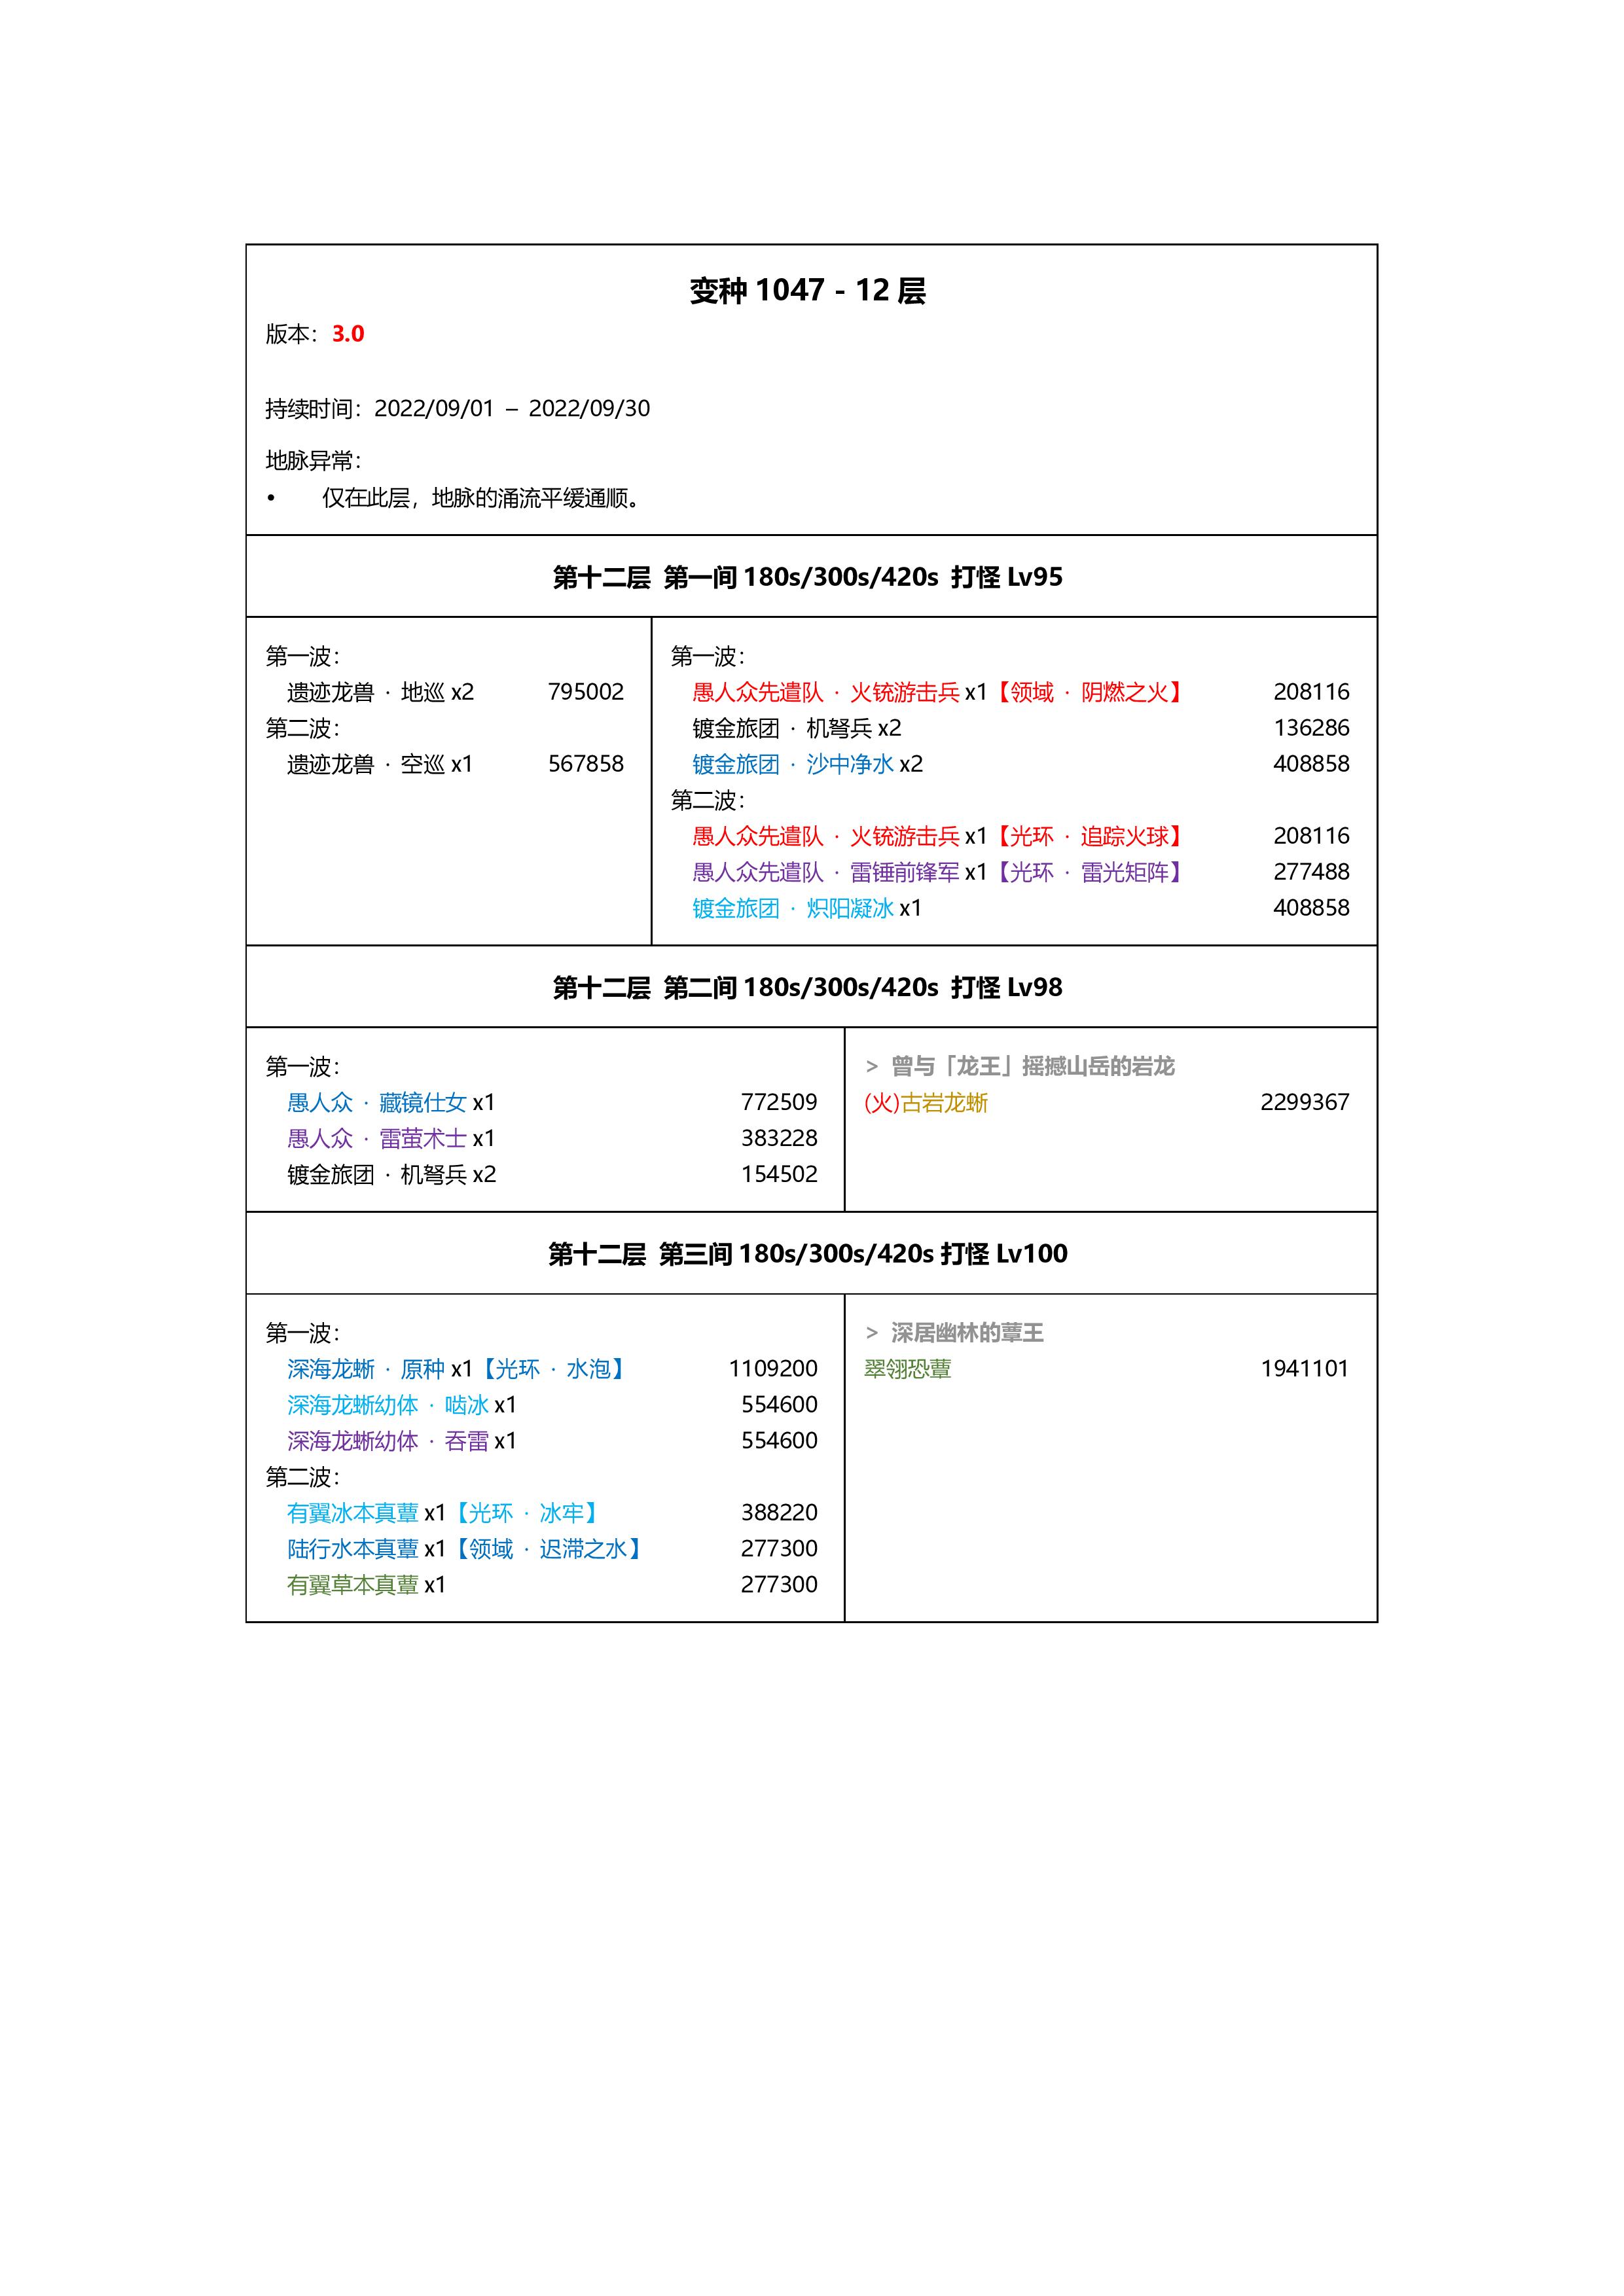 变种 1047 - 12 层
版本：3.0
持续时间：2022/09/01 – 2022/09/30
地脉异常：
• 仅在此层，地脉的涌流平缓通顺。
第十二层 第一间 180s/300s/420s 打怪 Lv95
第一波：
遗迹龙兽 · 地巡 x2 795002
第二波：
遗迹龙兽 · 空巡 x1 567858
第一波：
愚人众先遣队 · 火铳游击兵 x1【领域 · 阴燃之火】 208116
镀金旅团 · 机弩兵 x2 136286
镀金旅团 · 沙中净水 x2 408858
第二波：
愚人众先遣队 · 火铳游击兵 x1【光环 · 追踪火球】 208116
愚人众先遣队 · 雷锤前锋军 x1【光环 · 雷光矩阵】 277488
镀金旅团 · 炽阳凝冰 x1 408858
第十二层 第二间 180s/300s/420s 打怪 Lv98
第一波：
愚人众 · 藏镜仕女 x1 772509
愚人众 · 雷萤术士 x1 383228
镀金旅团 · 机弩兵 x2 154502
> 曾与「龙王」摇撼山岳的岩龙
(火)古岩龙蜥 2299367
第十二层 第三间 180s/300s/420s 打怪 Lv100
第一波：
深海龙蜥 · 原种 x1【光环 · 水泡】 1109200
深海龙蜥幼体 · 啮冰 x1 554600
深海龙蜥幼体 · 吞雷 x1 554600
第二波：
有翼冰本真蕈 x1【光环 · 冰牢】 388220
陆行水本真蕈 x1【领域 · 迟滞之水】 277300
有翼草本真蕈 x1 277300
> 深居幽林的蕈王
翠翎恐蕈 1941101